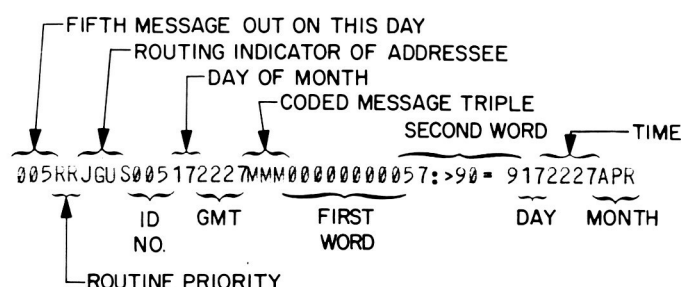 FIFTH MESSAGE OUT ON THIS DAY
ROUTING INDICATOR OF ADDRESSEE
DAY OF MONTH
CODED MESSAGE TRIPLE
SECOND WORD TIME
005RRJGUS005172227MMM00000000057:>90= 9172227APR
ID NO. GMT FIRST WORD DAY MONTH
ROUTINE PRIORITY